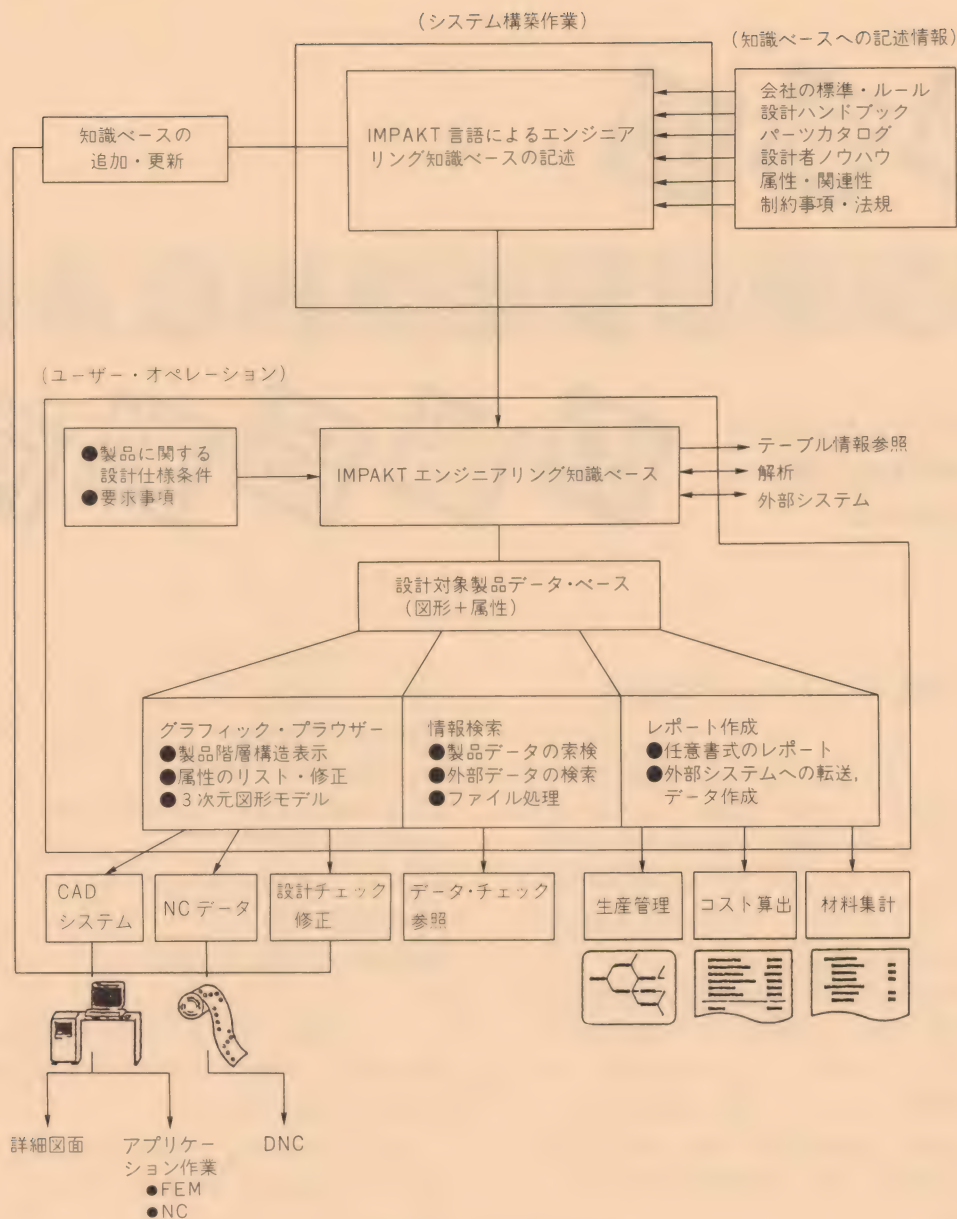 (システム構築作業)
(知識ベースへの記述情報)
会社の標準・ルール
設計ハンドブック
パーツカタログ
設計者ノウハウ
属性・関連性
制約事項・法規
IMPAKT 言語によるエンジニア
リング知識ベースの記述
知識ベースの
追加・更新
(ユーザー・オペレーション)
●製品に関する
設計仕様条件
●要求事項
IMPAKT エンジニアリング知識ベース
テーブル情報参照
解析
外部システム
設計対象製品データ・ベース
(図形+属性)
グラフィック・ブラウザー
●製品階層構造表示
●属性のリスト・修正
●3次元図形モデル
情報検索
●製品データの索検
●外部データの検索
●ファイル処理
レポート作成
●任意書式のレポート
●外部システムへの転送,
データ作成
CAD
システム
NCデータ
設計チェック
修正
データ・チェック
参照
生産管理
コスト算出
材料集計
詳細図面
アプリケー
ション作業
●FEM
●NC
DNC